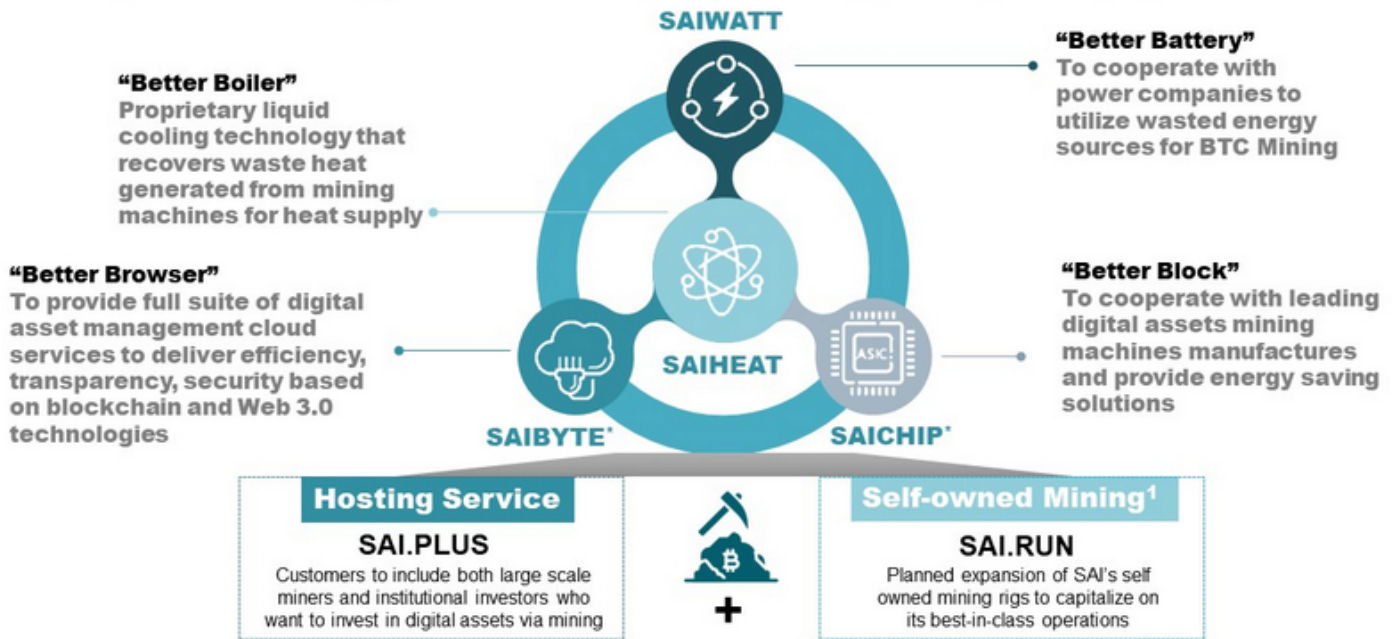 SAIWATT
“Better Battery”
To cooperate with
power companies to
utilize wasted energy
sources for BTC Mining
“Better Boiler”
Proprietary liquid
cooling technology that
recovers waste heat
generated from mining
machines for heat supply
“Better Browser”
To provide full suite of digital
asset management cloud
services to deliver efficiency,
transparency, security based
on blockchain and Web 3.0
technologies
“Better Block”
To cooperate with leading
digital assets mining
machines manufactures
and provide energy saving
solutions
ASIC
SAIHEAT
SAIBYTE*
SAICHIP*
Hosting Service
SAI.PLUS
Customers to include both large scale
miners and institutional investors who
want to invest in digital assets via mining
₿
+
Self-owned Mining¹
SAI.RUN
Planned expansion of SAI's self
owned mining rigs to capitalize on
its best-in-class operations